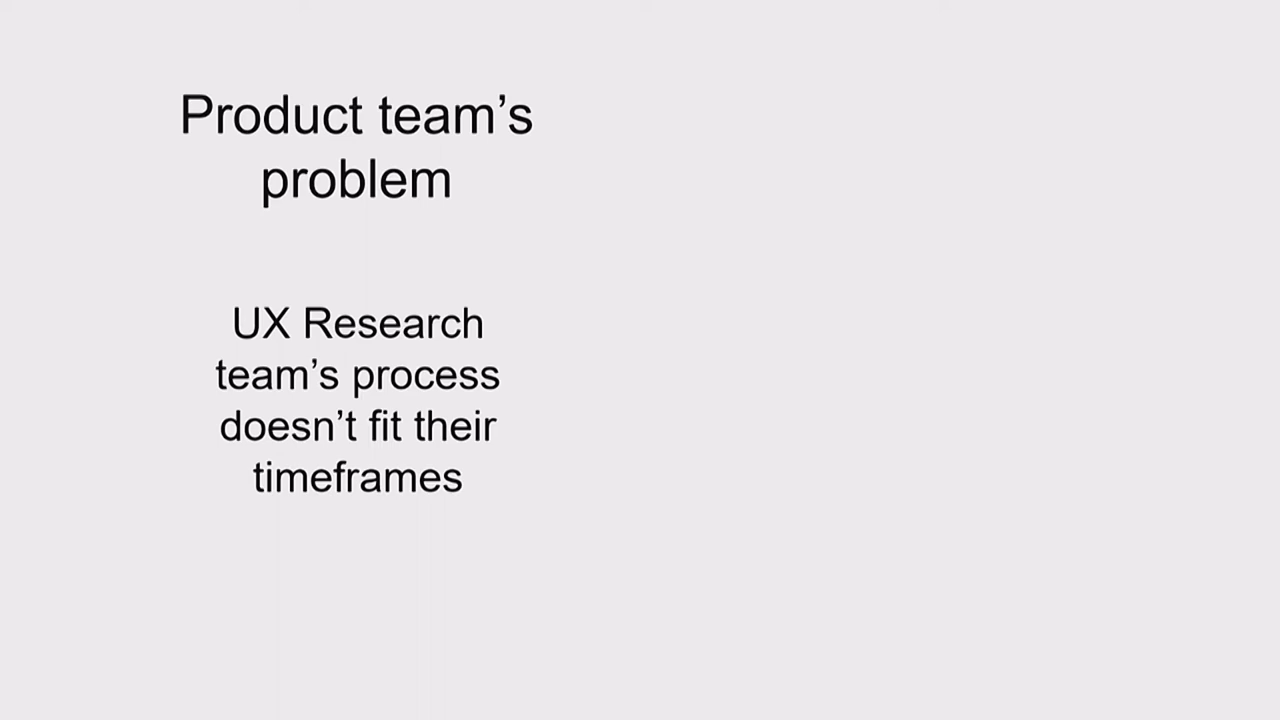 Product team’s
problem
UX Research
team’s process
doesn’t fit their
timeframes